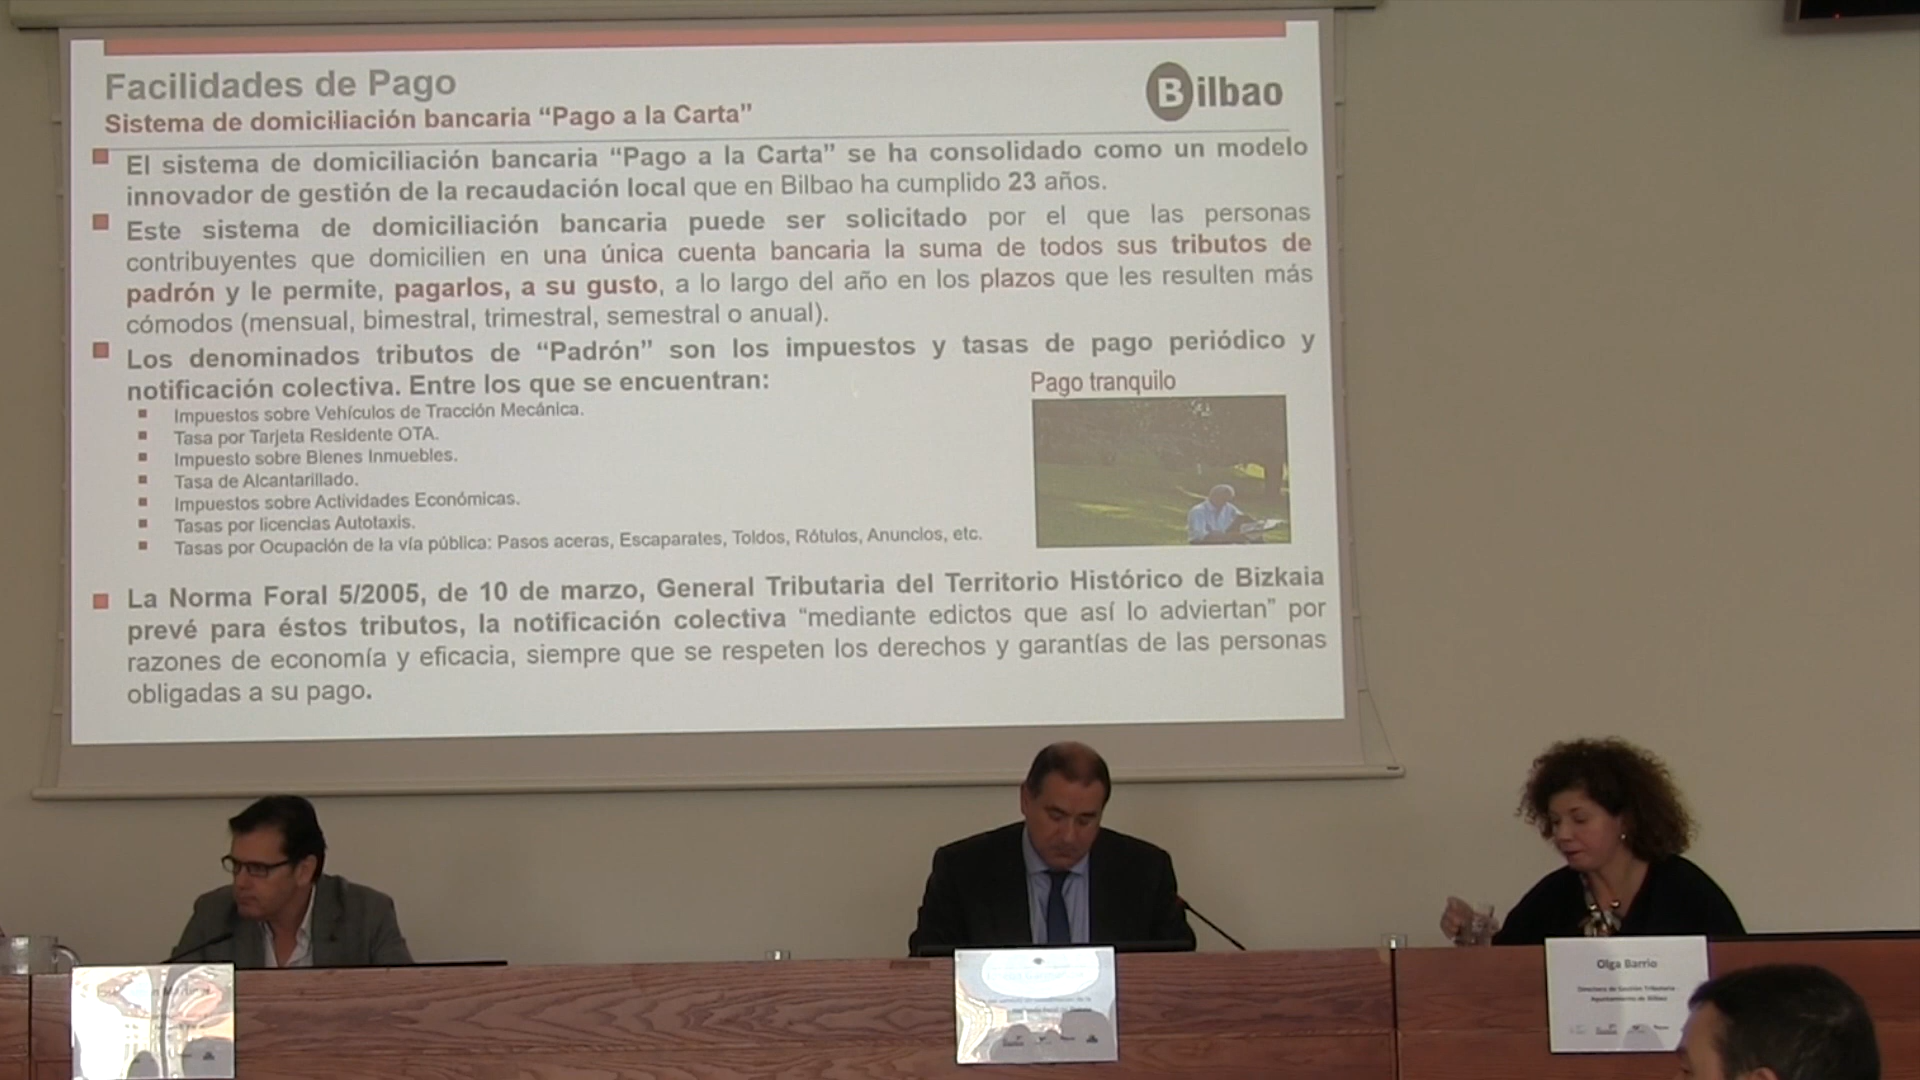 Facilidades de Pago
Sistema de domiciliación bancaria “Pago a la Carta”
Bilbao
El sistema de domiciliación bancaria “Pago a la Carta” se ha consolidado como un modelo
innovador de gestión de la recaudación local que en Bilbao ha cumplido 23 años.
Este sistema de domiciliación bancaria puede ser solicitado por el que las personas
contribuyentes que domicilien en una única cuenta bancaria la suma de todos sus tributos de
padrón y le permite, pagarlos, a su gusto, a lo largo del año en los plazos que les resulten más
cómodos (mensual, bimestral, trimestral, semestral o anual).
Los denominados tributos de “Padrón” son los impuestos y tasas de pago periódico y
notificación colectiva. Entre los que se encuentran:
Pago tranquilo
Impuestos sobre Vehículos de Tracción Mecánica.
Tasa por Tarjeta Residente OTA.
Impuesto sobre Bienes Inmuebles.
Tasa de Alcantarillado.
Impuestos sobre Actividades Económicas.
Tasas por licencias Autotaxis.
Tasas por Ocupación de la vía pública: Pasos aceras, Escaparates, Toldos, Rótulos, Anuncios, etc.
La Norma Foral 5/2005, de 10 de marzo, General Tributaria del Territorio Histórico de Bizkaia
prevé para éstos tributos, la notificación colectiva “mediante edictos que así lo adviertan” por
razones de economía y eficacia, siempre que se respeten los derechos y garantías de las personas
obligadas a su pago.
Olga Barrio
Directora de Gestión Tributaria
Ayuntamiento de Bilbao